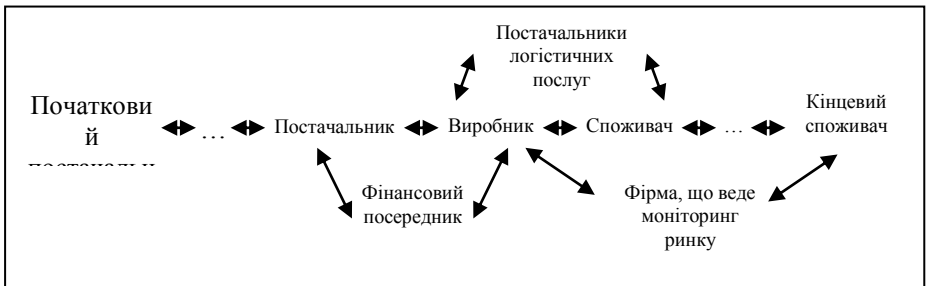 Постачальники
логістичних
послуг
Початкови
й
… Постачальник Виробник Споживач …
Кінцевий
споживач
Фінансовий
посередник
Фірма, що веде
моніторинг
ринку